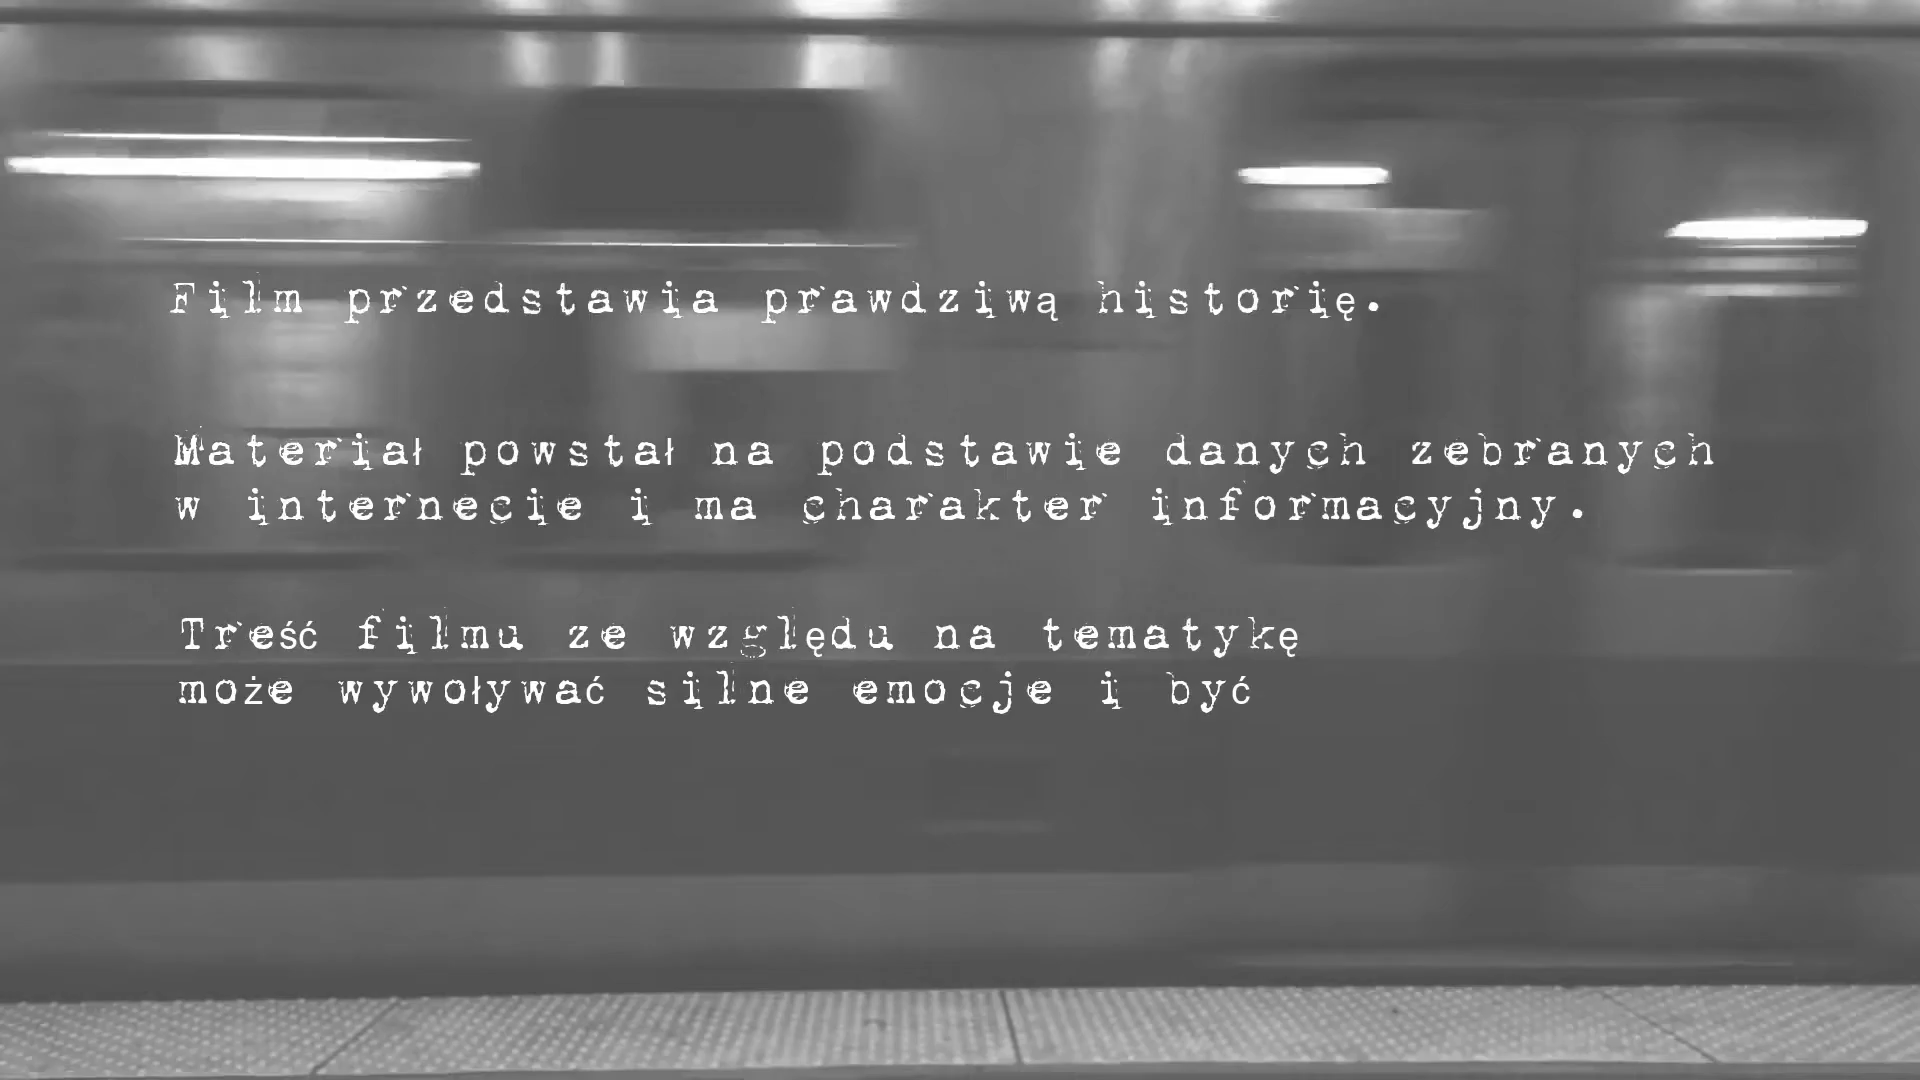 Film przedstawia prawdziwą historię.
Materiał powstał na podstawie danych zebranych
w internecie i ma charakter informacyjny.
Treść filmu ze względu na tematykę
może wywoływać silne emocje i być